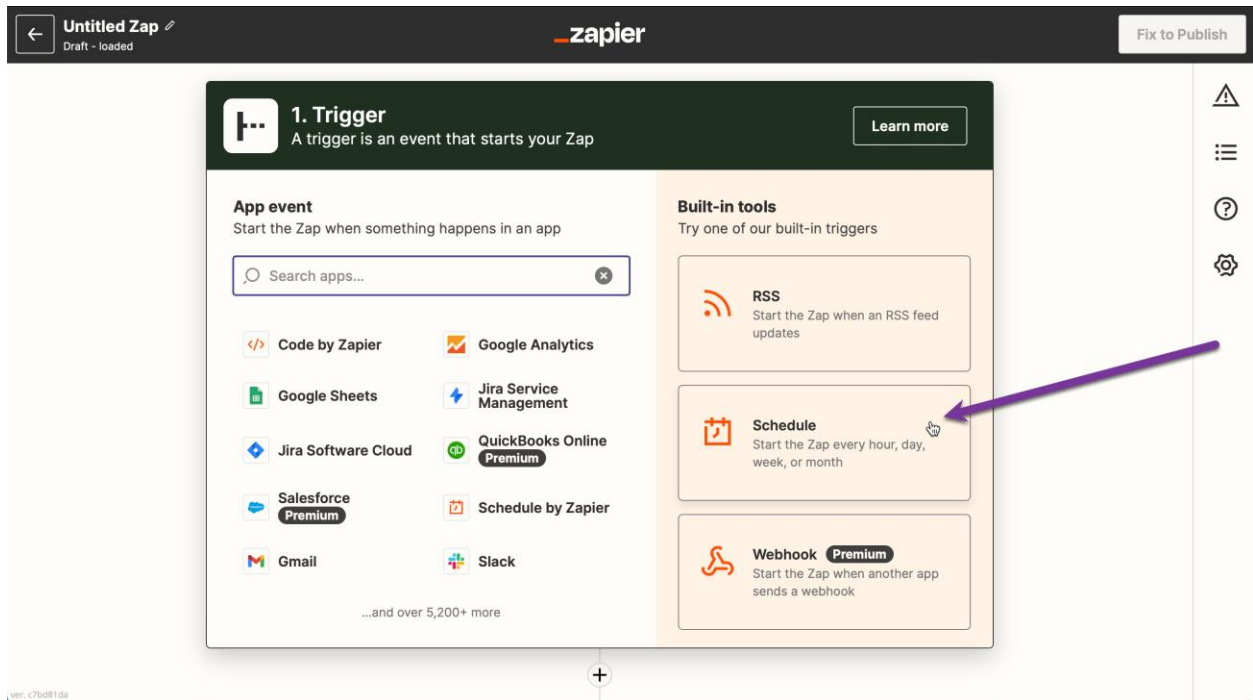 Untitled Zap
Draft - loaded
_zapier
Fix to Publish
1. Trigger
A trigger is an event that starts your Zap
Learn more
App event
Start the Zap when something happens in an app
Search apps...
Code by Zapier
Google Analytics
Google Sheets
Jira Service
Management
Jira Software Cloud
QuickBooks Online
Premium
Salesforce
Premium
Schedule by Zapier
Gmail
Slack
...and over 5,200+ more
Built-in tools
Try one of our built-in triggers
RSS
Start the Zap when an RSS feed
updates
Schedule
Start the Zap every hour, day,
week, or month
Webhook Premium
Start the Zap when another app
sends a webhook
ver. c7bd81da